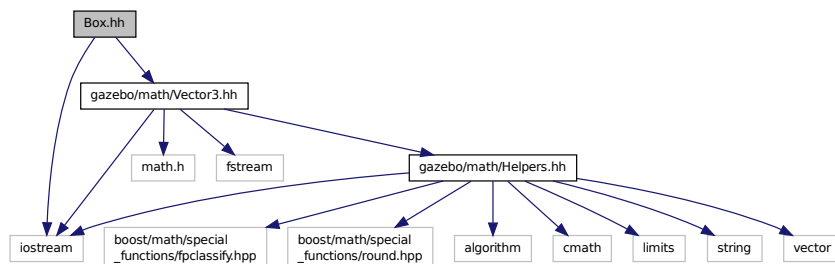 Box.hh
gazebo/math/Vector3.hh
math.h
fstream
gazebo/math/Helpers.hh
iostream
boost/math/special
_functions/fpclassify.hpp
boost/math/special
_functions/round.hpp
algorithm
cmath
limits
string
vector